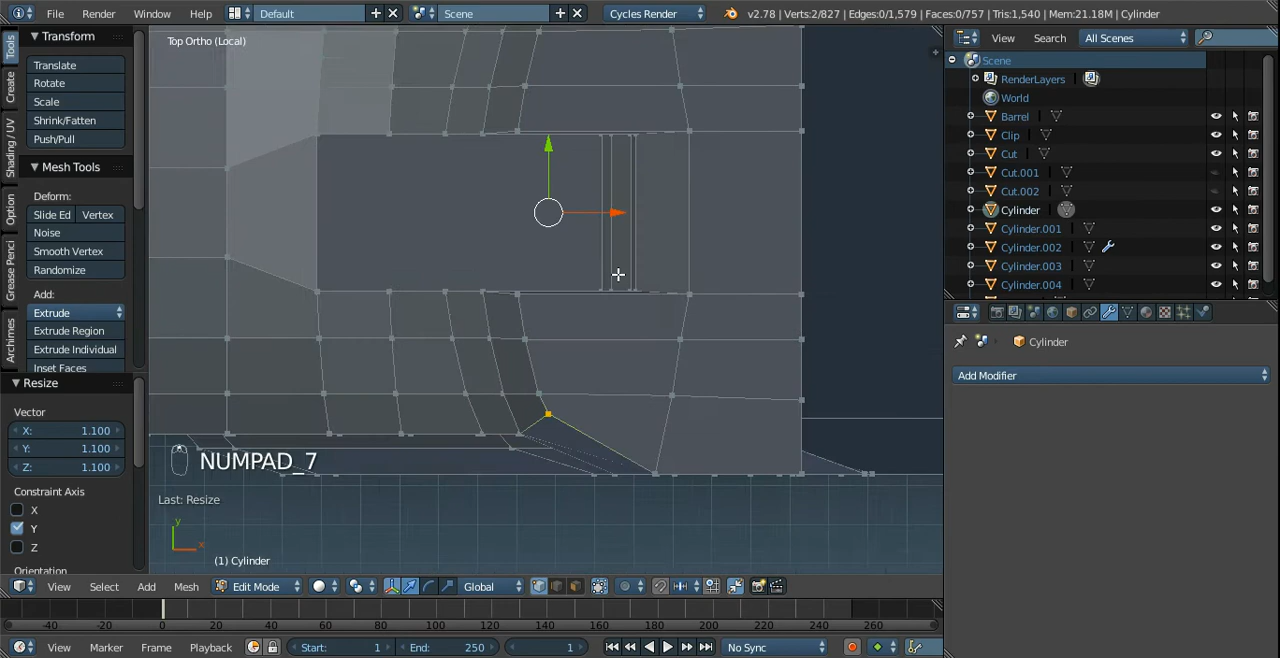 File Render Window Help Default Scene Cycles Render v2.78 | Verts:2/827 | Edges:0/1,579 | Faces:0/757 | Tris:1,540 | Mem:21.18M | Cylinder
Tools
Create
Shading / UV
Option
Grease Penci
Archimes
Transform
Translate
Rotate
Scale
Shrink/Fatten
Push/Pull
Mesh Tools
Deform:
Slide Ed Vertex
Noise
Smooth Vertex
Randomize
Add:
Extrude
Extrude Region
Extrude Individual
Inset Faces
Resize
Vector
X: 1.100
Y: 1.100
Z: 1.100
Constraint Axis
X
Y
Z
Orientation
Top Ortho (Local)
NUMPAD_7
Last: Resize
y
x
(1) Cylinder
View Select Add Mesh Edit Mode Global
-40 -20 0 20 40 60 80 100 120 140 160 180 200 220 240 260
View Marker Frame Playback Start: 1 End: 250 1 No Sync
View Search All Scenes
Scene
RenderLayers
World
Barrel
Clip
Cut
Cut.001
Cut.002
Cylinder
Cylinder.001
Cylinder.002
Cylinder.003
Cylinder.004
Cylinder
Add Modifier